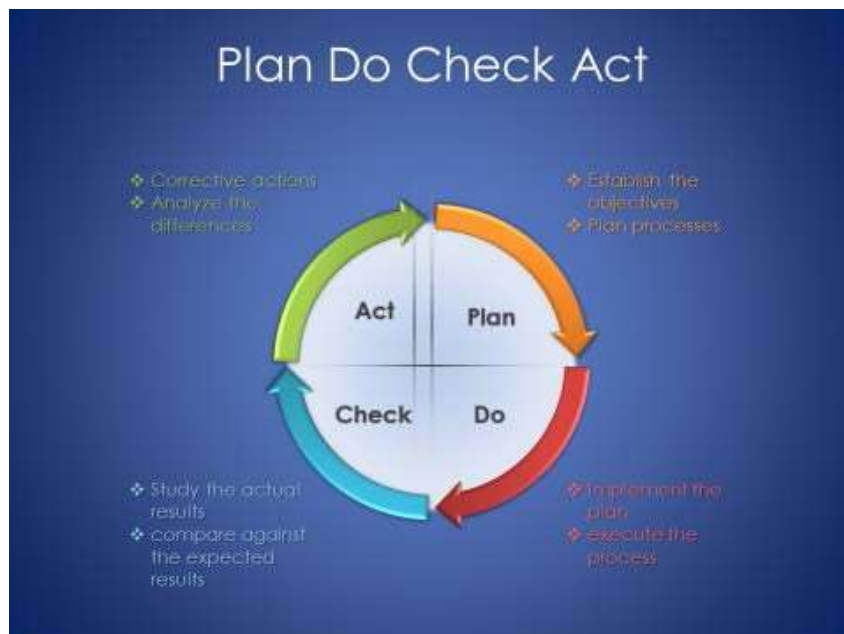 Plan Do Check Act
❖ Corrective actions
❖ Analyze the
differences
❖ Establish the
objectives
❖ Plan processes
Act
Plan
Check
Do
❖ Study the actual
results
❖ compare against
the expected
results
❖ Implement the
plan
❖ execute the
process